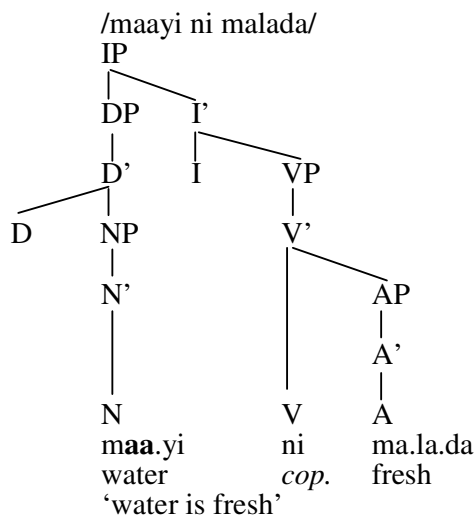 /maayi ni malada/
IP
DP I’
D’ I VP
D NP V’
N’ AP
A’
N V A
maa.yi ni ma.la.da
water cop. fresh
‘water is fresh’